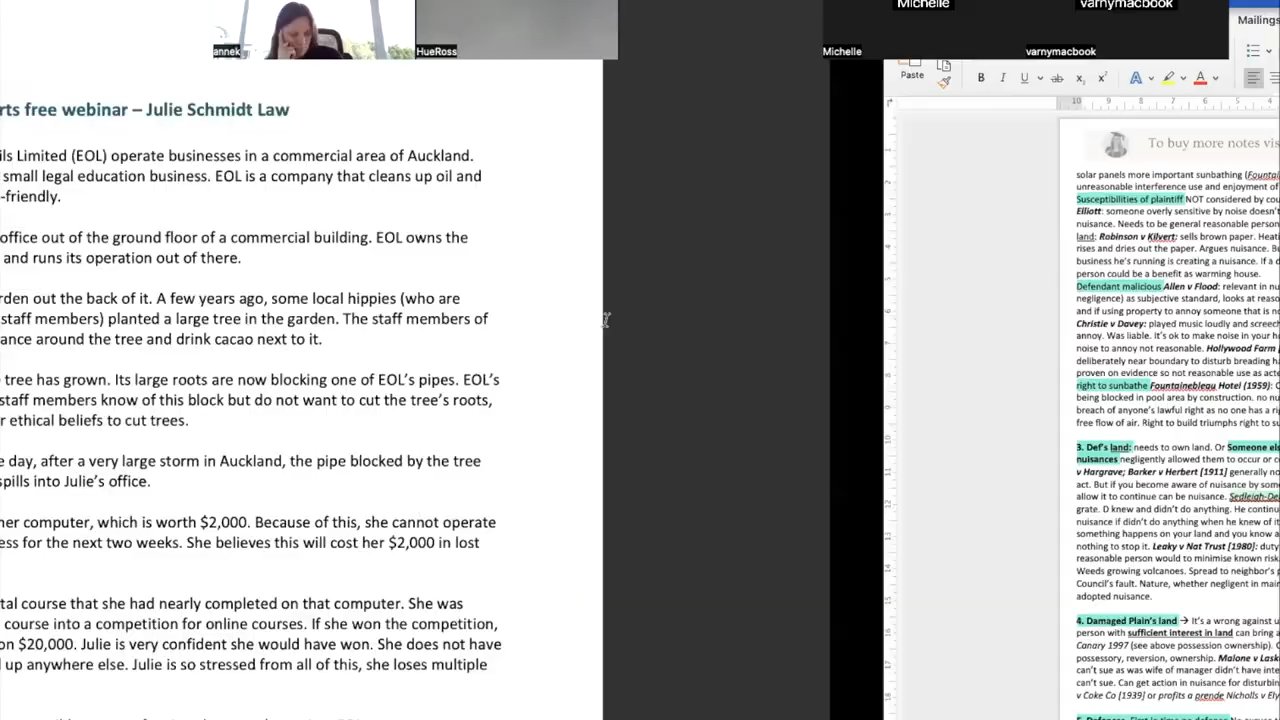 Michelle
varnymacbook
annek
HueRoss
Michelle
varnymacbook
Mailings
Paste
rts free webinar – Julie Schmidt Law
ils Limited (EOL) operate businesses in a commercial area of Auckland.
small legal education business. EOL is a company that cleans up oil and
-friendly.
office out of the ground floor of a commercial building. EOL owns the
and runs its operation out of there.
rden out the back of it. A few years ago, some local hippies (who are
staff members) planted a large tree in the garden. The staff members of
ance around the tree and drink cacao next to it.
tree has grown. Its large roots are now blocking one of EOL's pipes. EOL's
staff members know of this block but do not want to cut the tree's roots,
r ethical beliefs to cut trees.
e day, after a very large storm in Auckland, the pipe blocked by the tree
spills into Julie's office.
her computer, which is worth $2,000. Because of this, she cannot operate
ess for the next two weeks. She believes this will cost her $2,000 in lost
tal course that she had nearly completed on that computer. She was
course into a competition for online courses. If she won the competition,
on $20,000. Julie is very confident she would have won. She does not have
d up anywhere else. Julie is so stressed from all of this, she loses multiple
To buy more notes vis
solar panels more important sunbathing (Fountai
unreasonable interference use and enjoyment of
Susceptibilities of plaintiff NOT considered by cou
Elliott: someone overly sensitive by noise doesn't
nuisance. Needs to be general reasonable person
land; Robinson v Kilvert: sells brown paper. Heati
rises and dries out the paper. Argues nuisance. Bu
business he's running is creating a nuisance. If a d
person could be a benefit as warming house.
Defendant malicious Allen v Flood: relevant in nu
negligence) as subjective standard, looks at reaso
and if using property to annoy someone that is no
Christie v Davey: played music loudly and screech
annoy. Was liable. It's ok to make noise in your h
noise to annoy not reasonable. Hollywood Farm
deliberately near boundary to disturb breeding ha
proven on evidence so not reasonable use as acte
right to sunbathe Fountainebleau Hotel (1959): C
being blocked in pool area by construction. no nu
breach of anyone's lawful right as no one has a ri
free flow of air. Right to build triumphs right to su
3. Def's land: needs to own land. Or Someone els
nuisances negligently allowed them to occur or c
v Hargrave; Barker v Herbert [1911] generally no
act. But if you become aware of nuisance by som
allow it to continue can be nuisance. Sedleigh-De
grate. D knew and didn't do anything. He continu
nuisance if didn't do anything when he knew of it
something happens on your land and you know a
nothing to stop it. Leaky v Nat Trust [1980]: duty
reasonable person would to minimise known risk
Weeds growing volcanoes. Spread to neighbor's p
Council's fault. Nature, whether negligent in main
adopted nuisance.
4. Damaged Plain's land → It's a wrong against u
person with sufficient interest in land can bring a
Canary 1997 (see above possession ownership). C
possessory, reversion, ownership. Malone v Lask
can't sue as was wife of manager didn't have inte
can't sue. Can get action in nuisance for disturbin
v Coke Co [1939] or profits a prende Nicholls v Ely